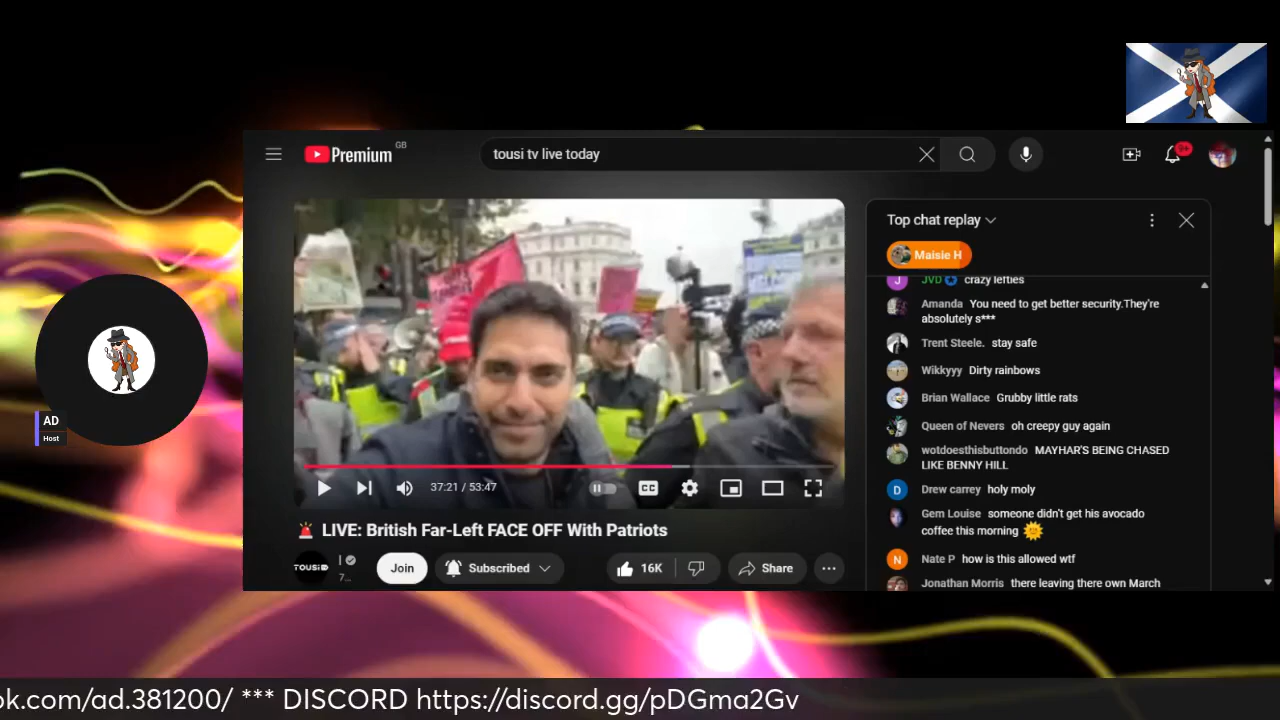 Premium GB
tousi tv live today
9+
Top chat replay
Maisie H
JVD crazy lefties
Amanda You need to get better security.They're
absolutely s***
Trent Steele. stay safe
Wikkyyy Dirty rainbows
Brian Wallace Grubby little rats
Queen of Nevers oh creepy guy again
wotdoesthisbuttondo MAYHAR'S BEING CHASED
LIKE BENNY HILL
D Drew carrey holy moly
Gem Louise someone didn't get his avocado
coffee this morning
N Nate P how is this allowed wtf
Jonathan Morris there leaving there own March
AD
Host
37:21 / 53:47
CC
LIVE: British Far-Left FACE OFF With Patriots
TOUSI
7...
Join
Subscribed
16K
Share
ok.com/ad.381200/ *** DISCORD https://discord.gg/pDGma2Gv